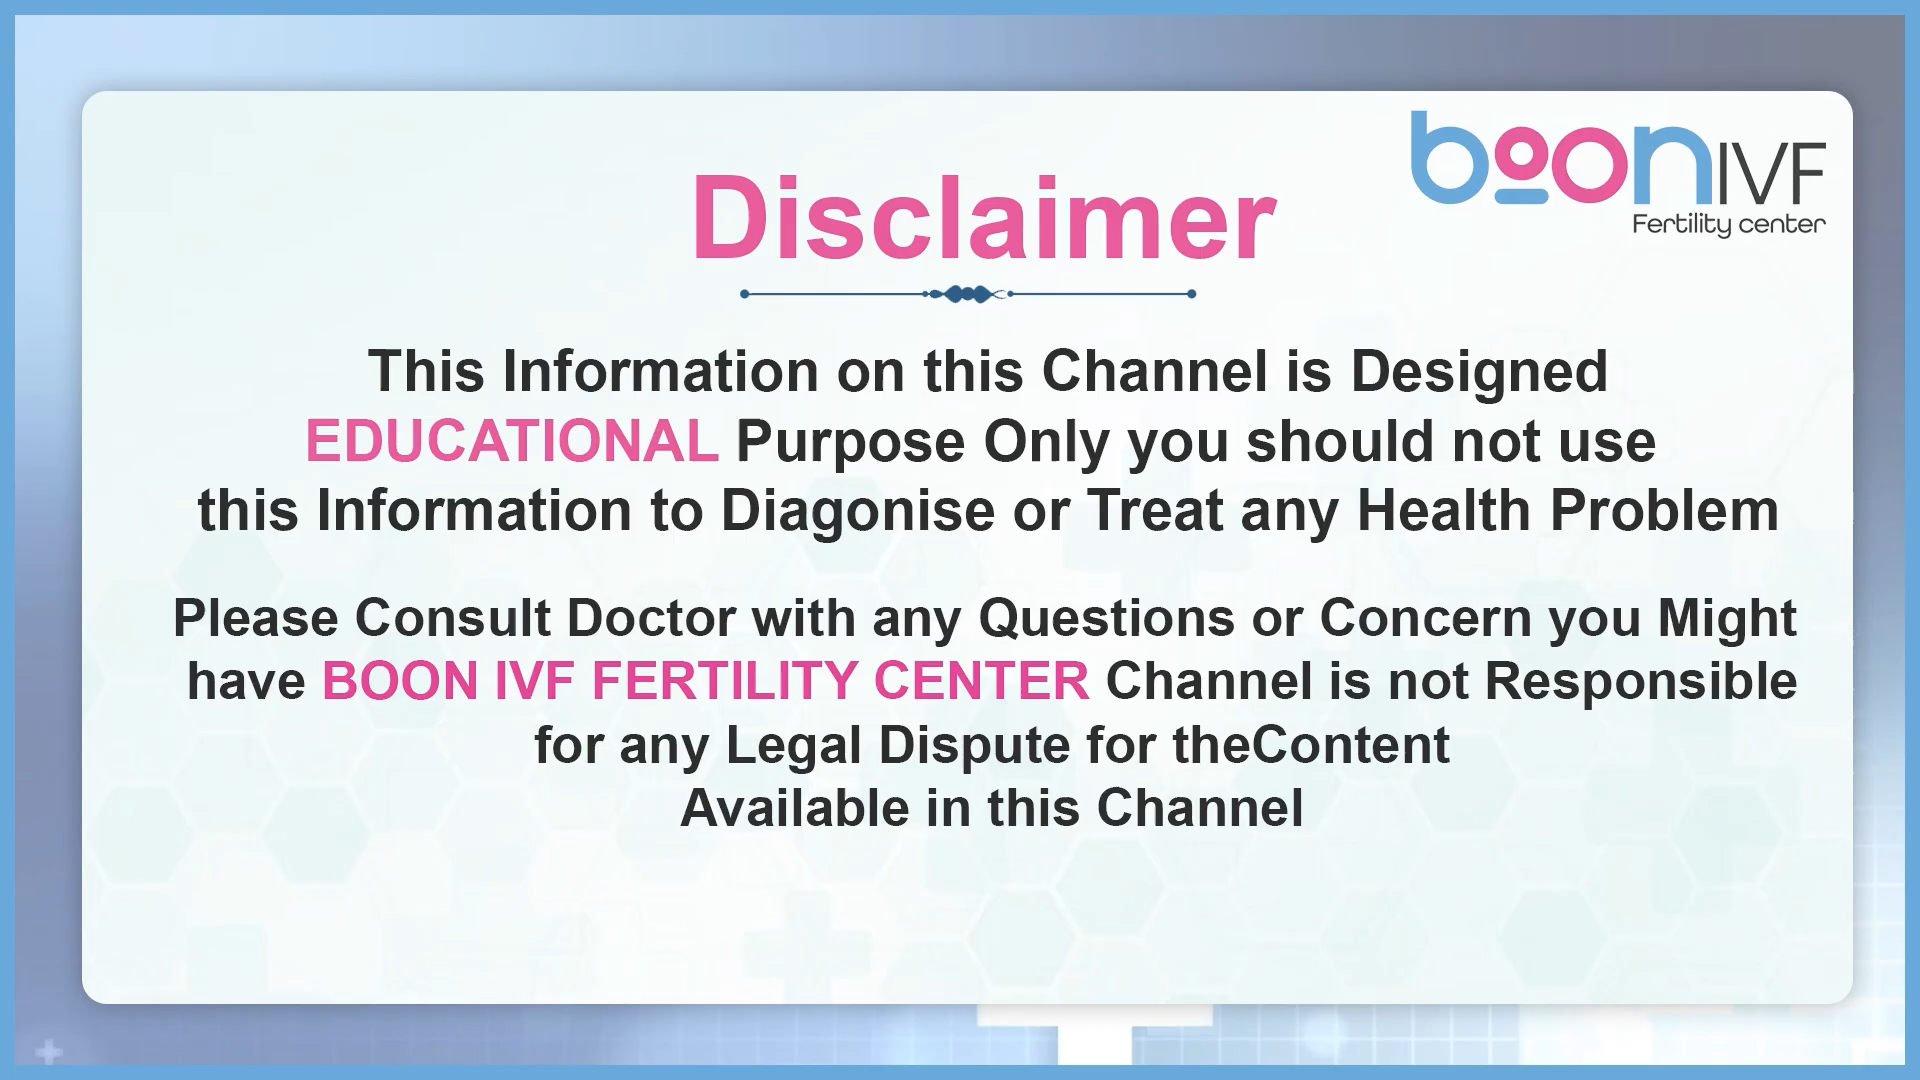 boon IVF
Fertility center
Disclaimer
This Information on this Channel is Designed
EDUCATIONAL Purpose Only you should not use
this Information to Diagonise or Treat any Health Problem
Please Consult Doctor with any Questions or Concern you Might
have BOON IVF FERTILITY CENTER Channel is not Responsible
for any Legal Dispute for theContent
Available in this Channel